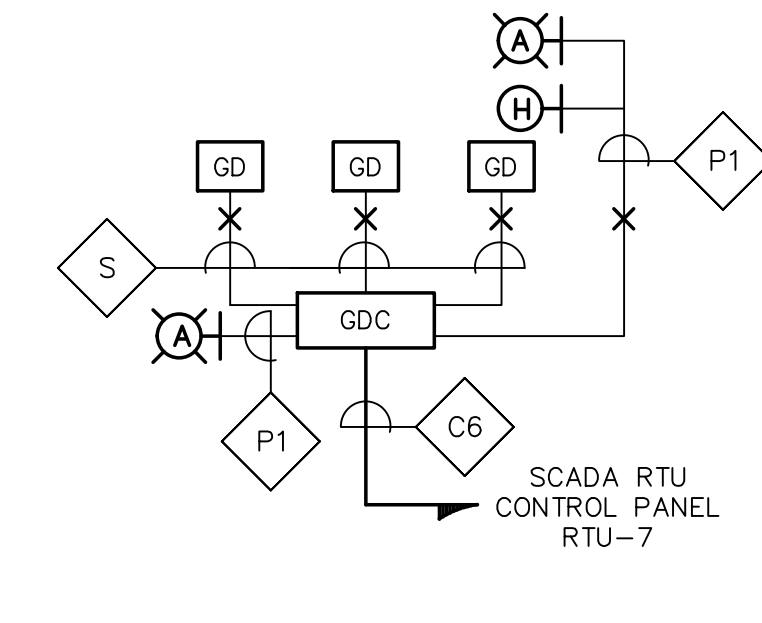 A
H
P1
GD GD GD
S
GDC
A
P1
C6
SCADA RTU
CONTROL PANEL
RTU-7